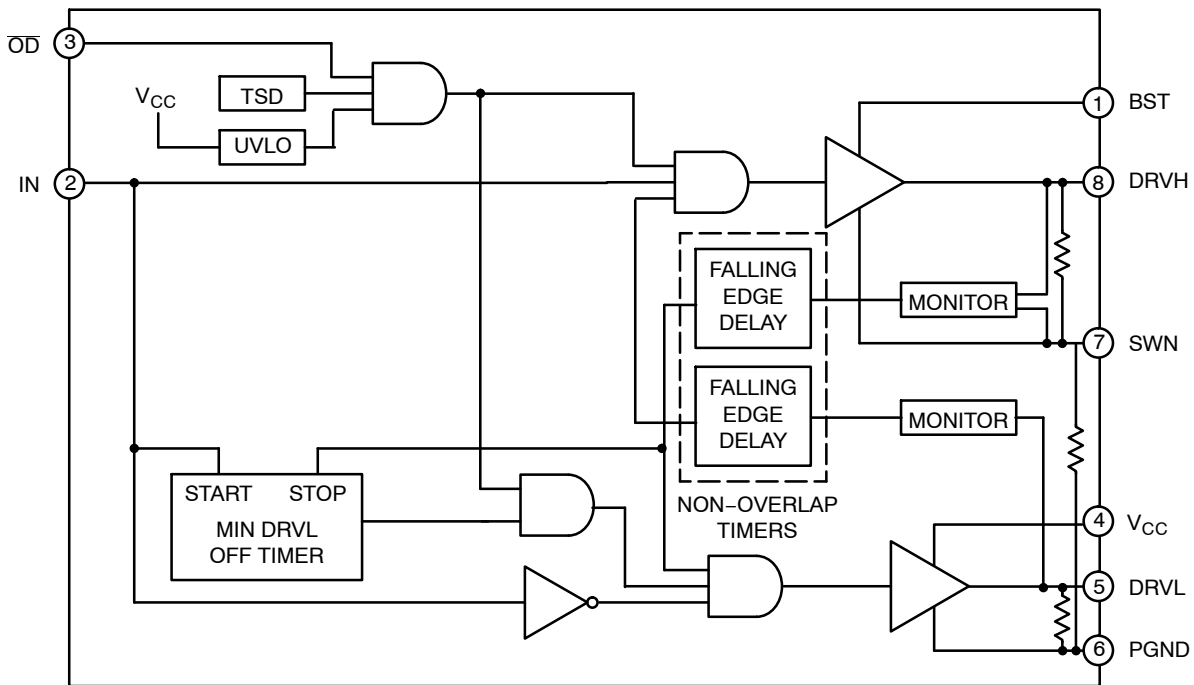 OD
3
VCC
TSD
UVLO
IN
2
1
BST
8
DRVH
FALLING
EDGE
DELAY
MONITOR
7
SWN
FALLING
EDGE
DELAY
MONITOR
START STOP
MIN DRVL
OFF TIMER
NON−OVERLAP
TIMERS
4
VCC
5
DRVL
6
PGND